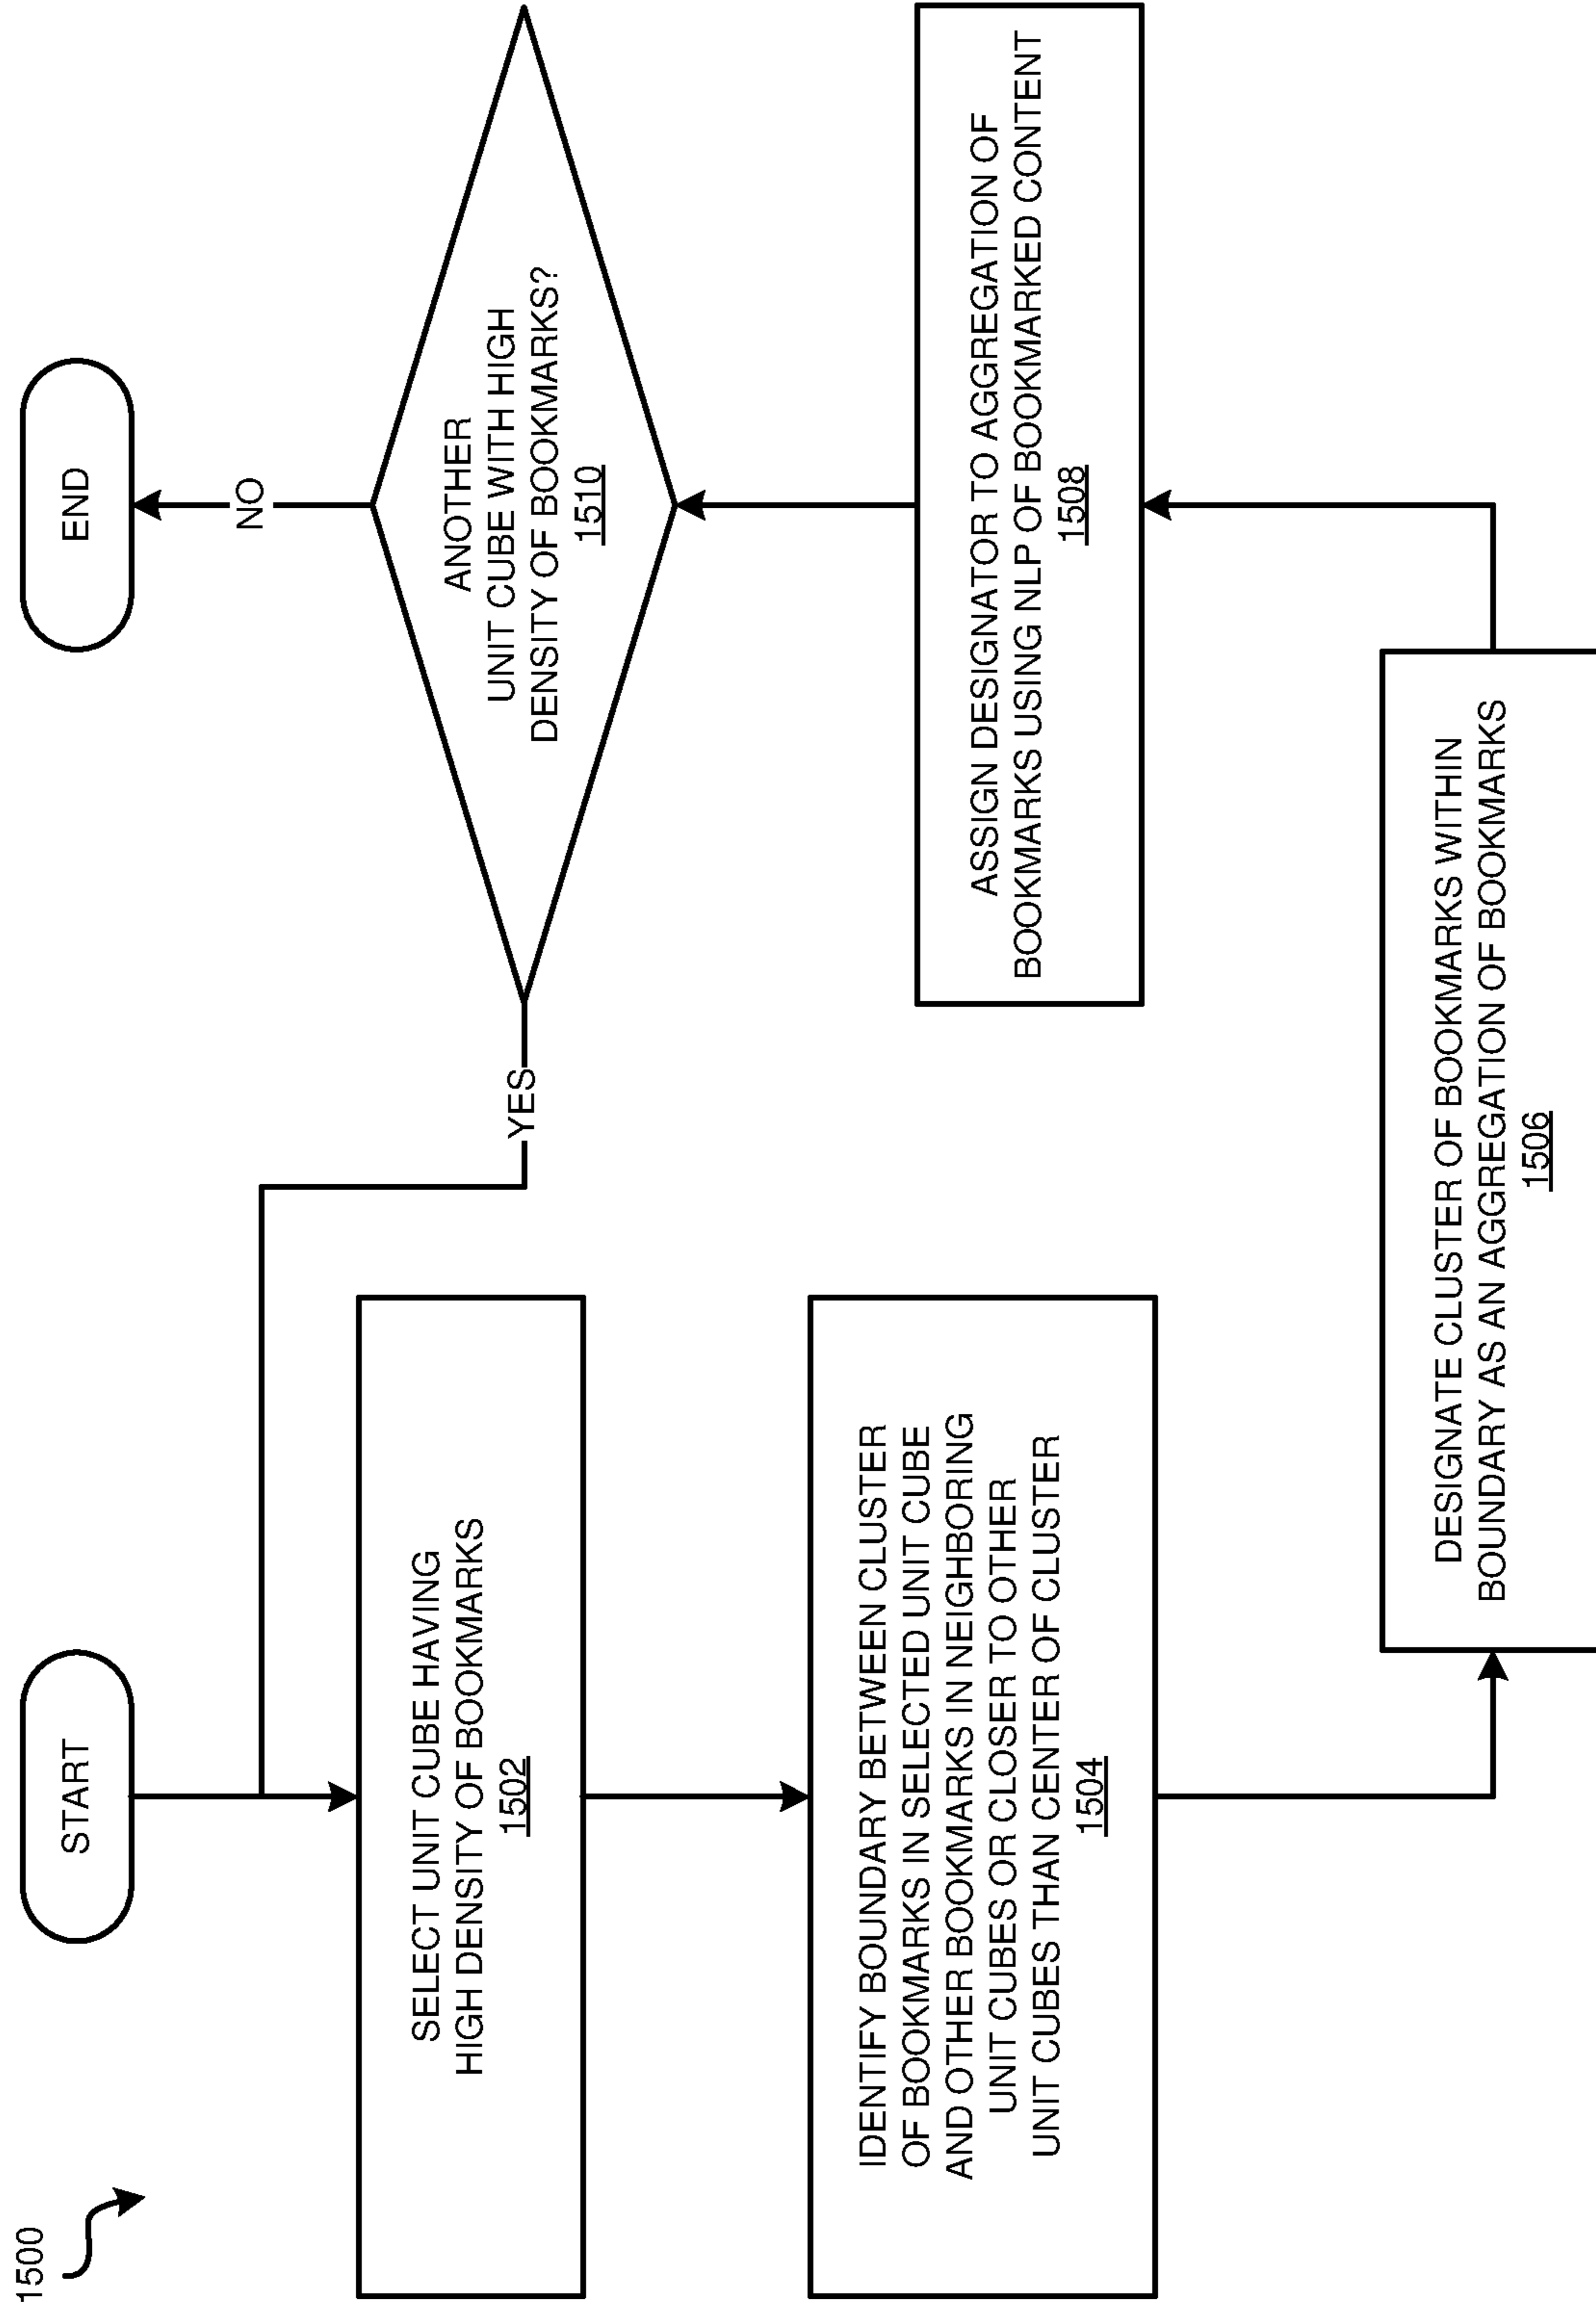 1500
START
SELECT UNIT CUBE HAVING
HIGH DENSITY OF BOOKMARKS
1502
IDENTIFY BOUNDARY BETWEEN CLUSTER
OF BOOKMARKS IN SELECTED UNIT CUBE
AND OTHER BOOKMARKS IN NEIGHBORING
UNIT CUBES OR CLOSER TO OTHER
UNIT CUBES THAN CENTER OF CLUSTER
1504
DESIGNATE CLUSTER OF BOOKMARKS WITHIN
BOUNDARY AS AN AGGREGATION OF BOOKMARKS
1506
ASSIGN DESIGNATOR TO AGGREGATION OF
BOOKMARKS USING NLP OF BOOKMARKED CONTENT
1508
ANOTHER
UNIT CUBE WITH HIGH
DENSITY OF BOOKMARKS?
1510
YES
NO
END